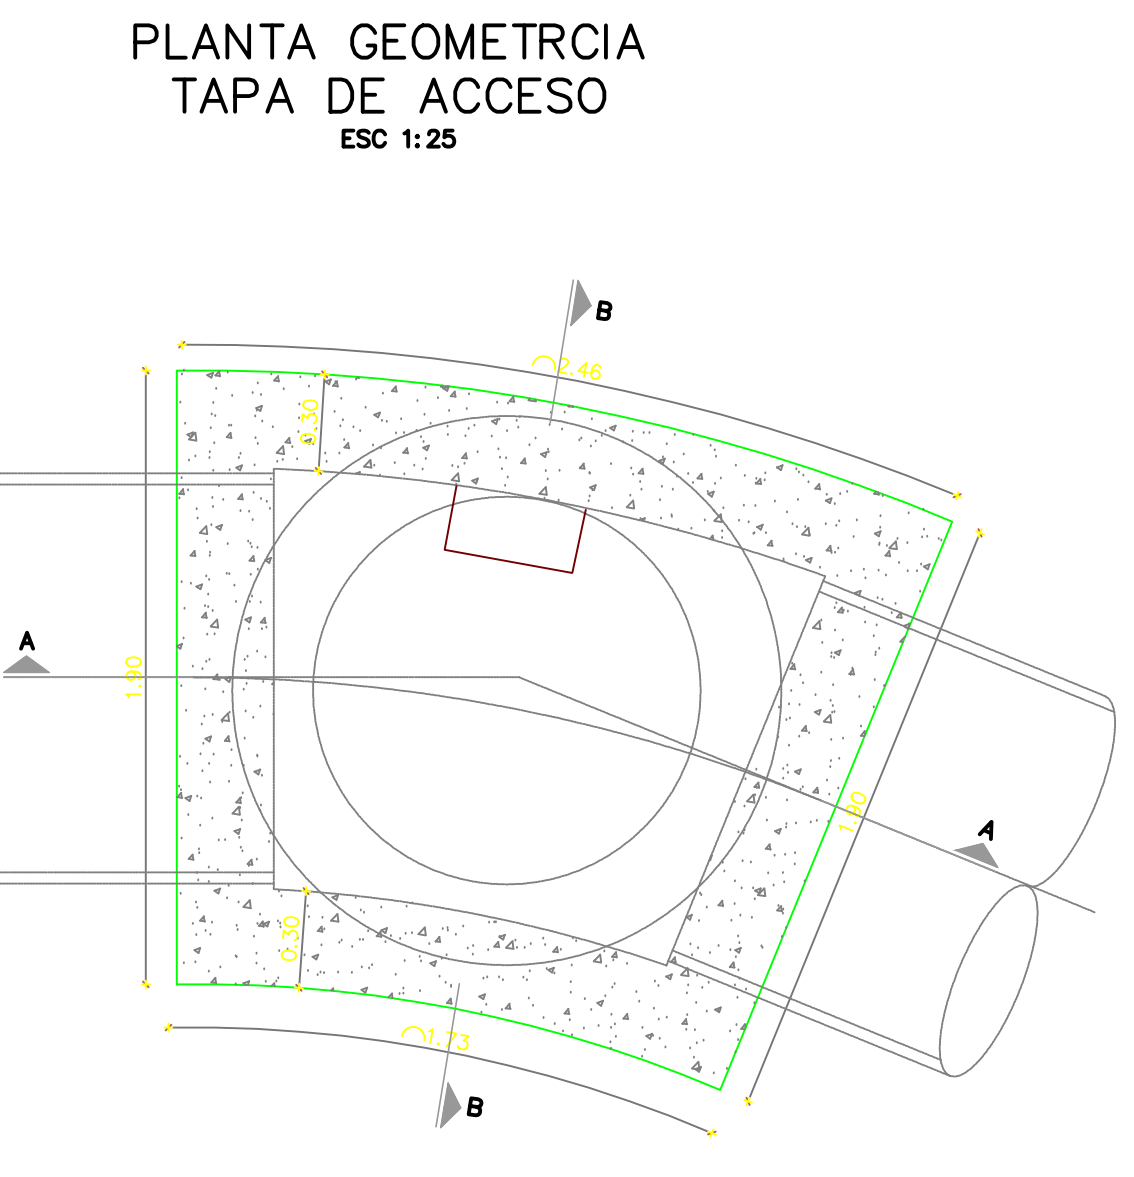 PLANTA GEOMETRCIA
TAPA DE ACCESO
ESC 1:25
B
2.46
0.30
A
1.90
1.90
A
0.30
1.73
B